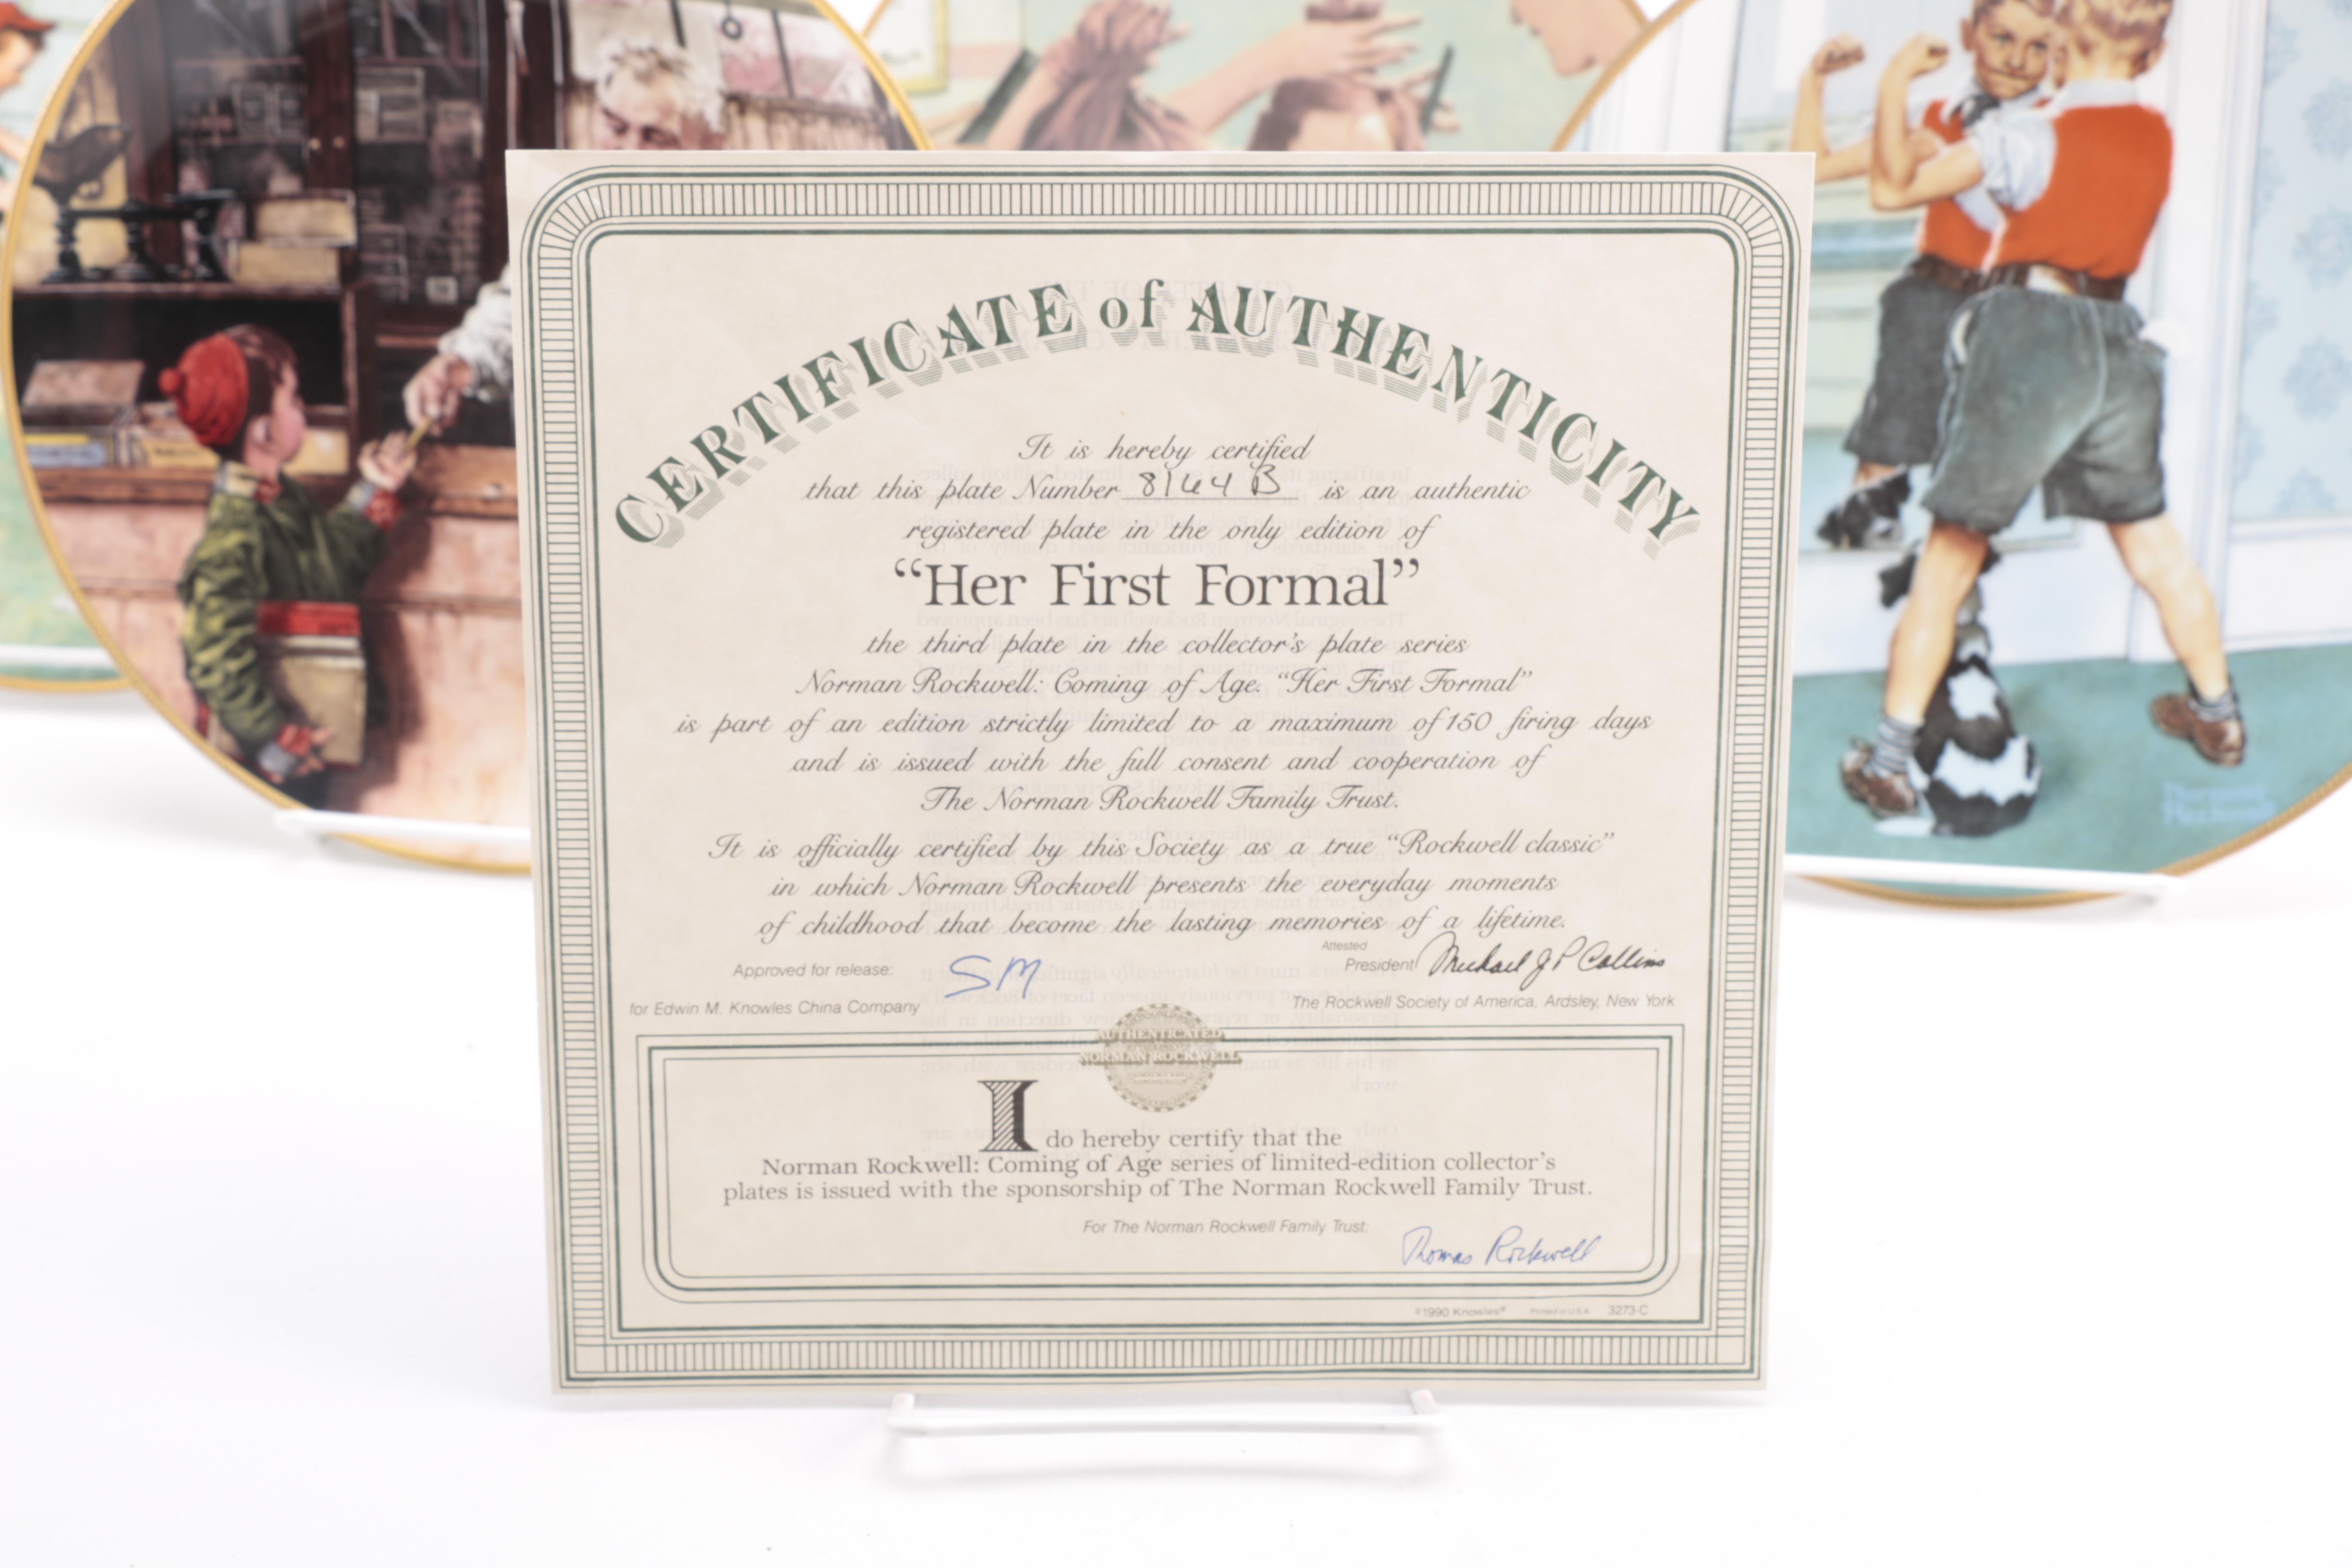 CERTIFICATE of AUTHENTICITY
It is hereby certified
that this plate Number 8164 B is an authentic
registered plate in the only edition of
“Her First Formal”
the third plate in the collector's plate series
Norman Rockwell: Coming of Age. “Her First Formal”
is part of an edition strictly limited to a maximum of 150 firing days
and is issued with the full consent and cooperation of
The Norman Rockwell Family Trust.
It is officially certified by this Society as a true “Rockwell classic”
in which Norman Rockwell presents the everyday moments
of childhood that become the lasting memories of a lifetime.
Approved for release: SM
for Edwin M. Knowles China Company
Attested
President Michael J P Collins
The Rockwell Society of America, Ardsley, New York
AUTHENTICATED
NORMAN ROCKWELL
I do hereby certify that the
Norman Rockwell: Coming of Age series of limited-edition collector's
plates is issued with the sponsorship of The Norman Rockwell Family Trust.
For The Norman Rockwell Family Trust:
Thomas Rockwell
©1990 Knowles® Printed in U.S.A. 3273-C
Norman
Rockwell